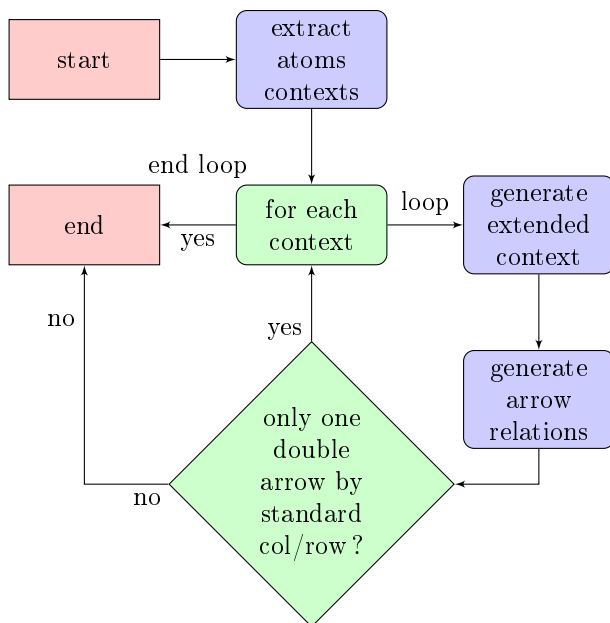 start
extract
atoms
contexts
end loop
end
yes
for each
context
loop
generate
extended
context
no
yes
generate
arrow
relations
only one
double
arrow by
standard
col/row ?
no